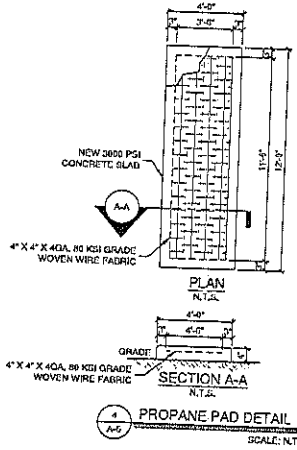 4'-0"
3" 3'-6" 3"
NEW 3000 PSI
CONCRETE SLAB
A-A
4" X 4" X 4GA, 80 KSI GRADE
WOVEN WIRE FABRIC
11'-6"
12'-0"
PLAN
N.T.S.
4'-0"
3" 4'-0" 3"
GRADE
4" X 4" X 4GA, 80 KSI GRADE
WOVEN WIRE FABRIC
SECTION A-A
N.T.S.
4
A-5
PROPANE PAD DETAIL
SCALE: N.T